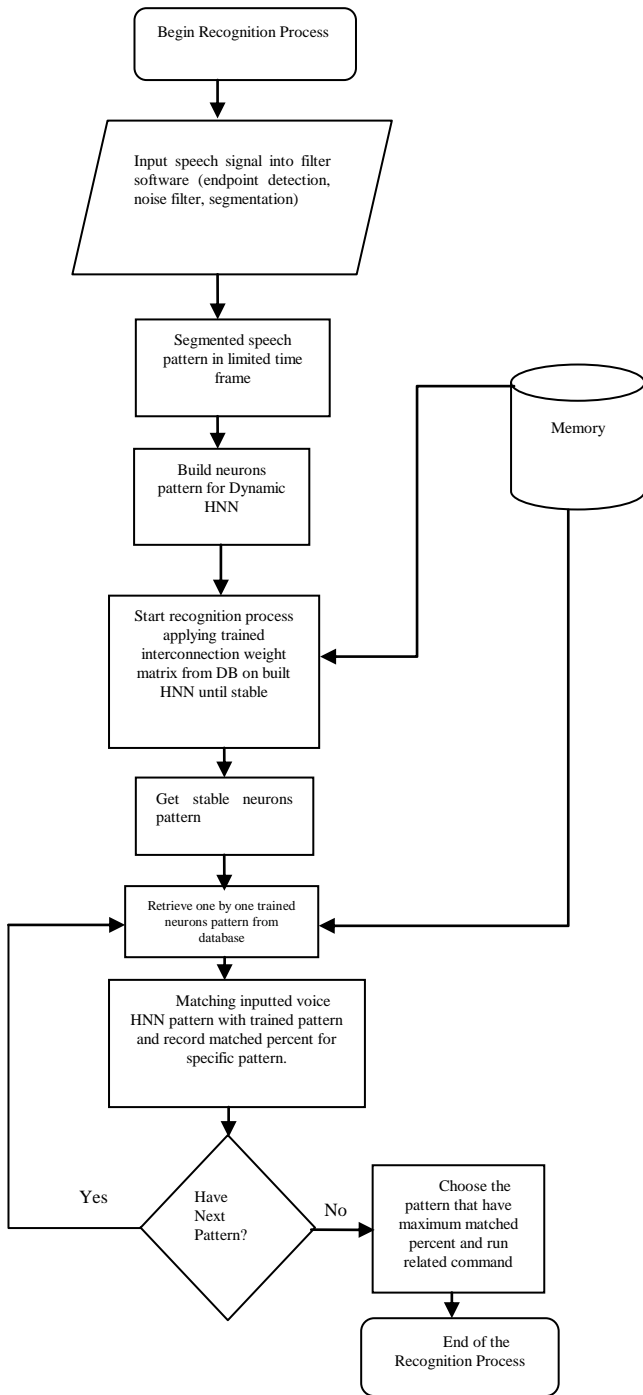 Begin Recognition Process
Input speech signal into filter
software (endpoint detection,
noise filter, segmentation)
Segmented speech
pattern in limited time
frame
Memory
Build neurons
pattern for Dynamic
HNN
Start recognition process
applying trained
interconnection weight
matrix from DB on built
HNN until stable
Get stable neurons
pattern
Retrieve one by one trained
neurons pattern from
database
Matching inputted voice
HNN pattern with trained pattern
and record matched percent for
specific pattern.
Yes
Have
Next
Pattern?
No
Choose the
pattern that have
maximum matched
percent and run
related command
End of the
Recognition Process